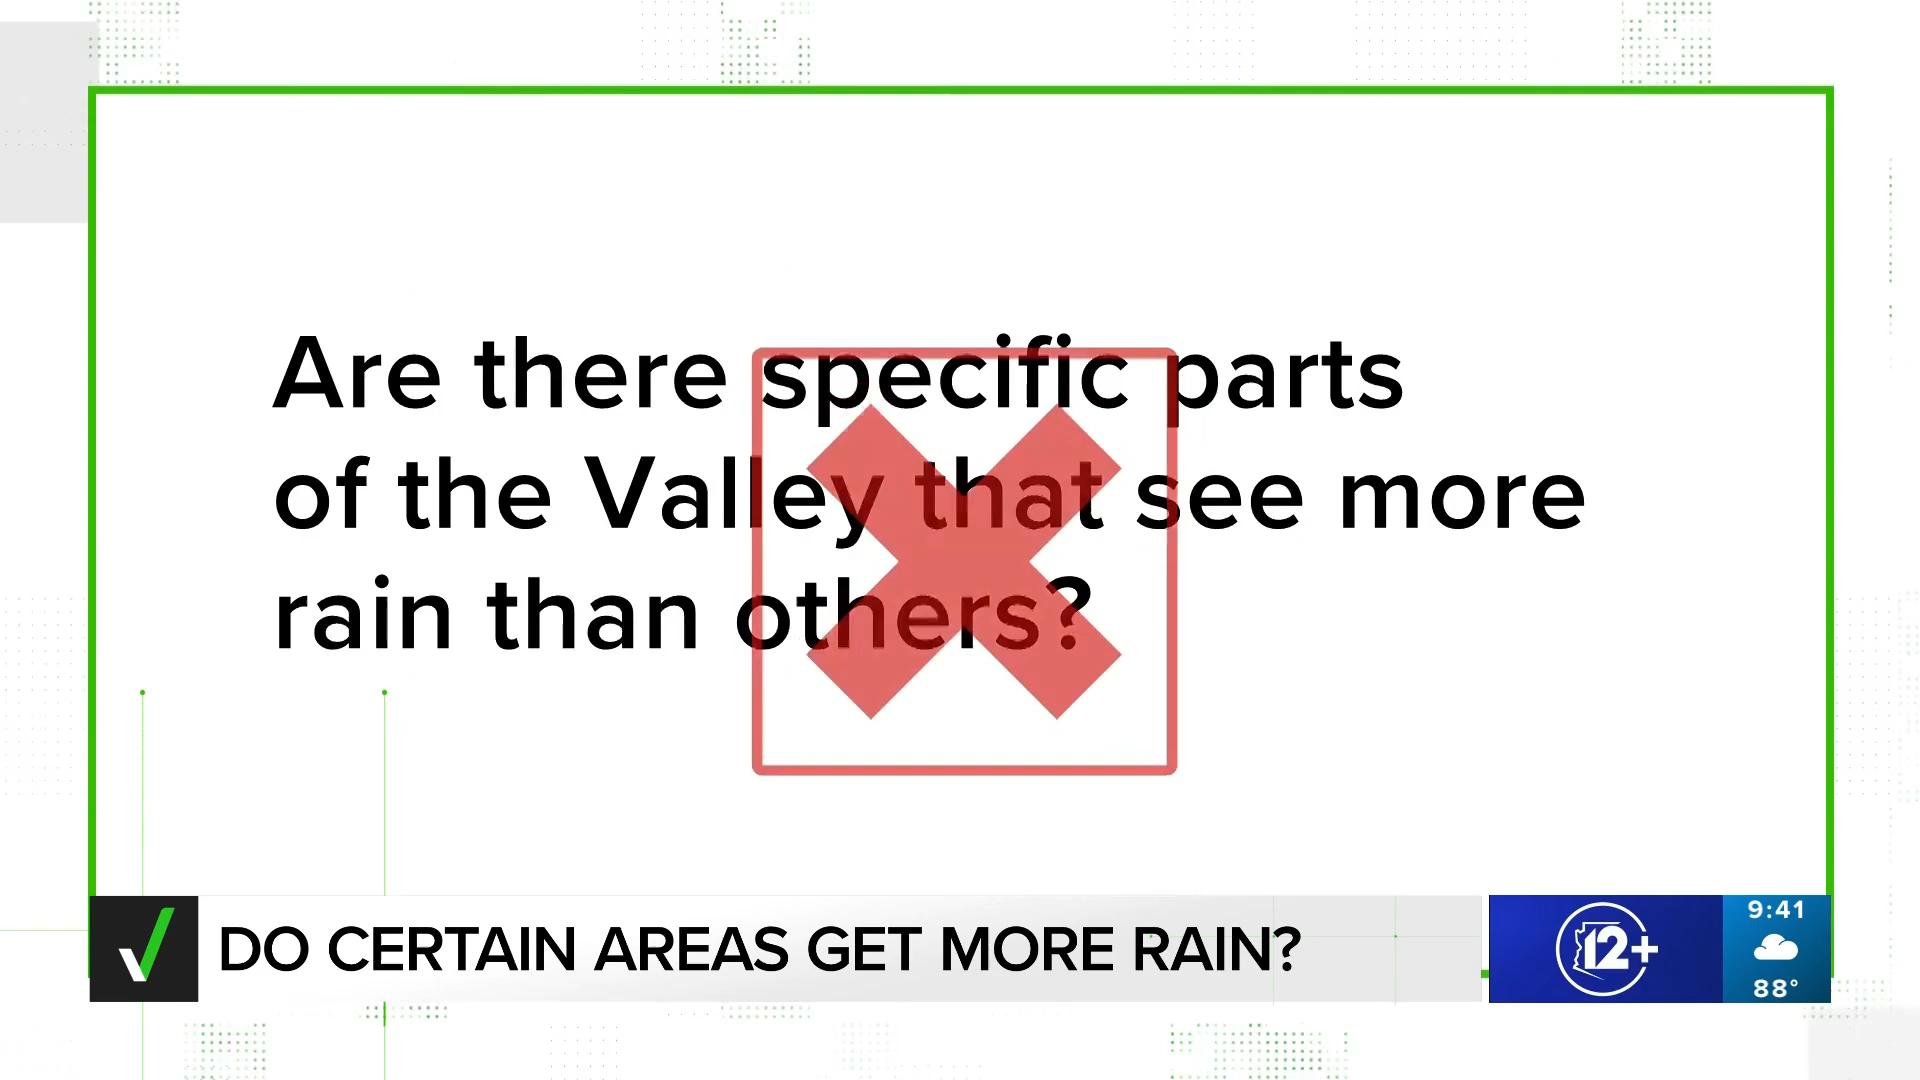 Are there specific parts
of the Valley that see more
rain than others?
DO CERTAIN AREAS GET MORE RAIN?
12+
9:41
88°